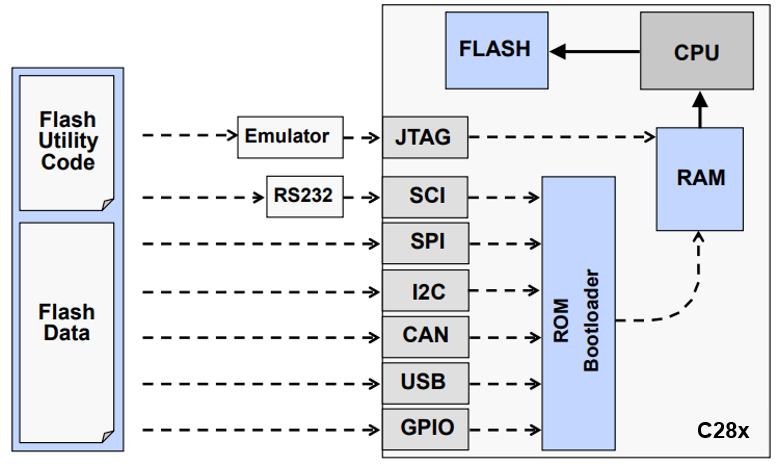 FLASH
CPU
Flash
Utility
Code
Emulator
JTAG
RAM
RS232
SCI
SPI
I2C
CAN
USB
GPIO
Flash
Data
ROM
Bootloader
C28x